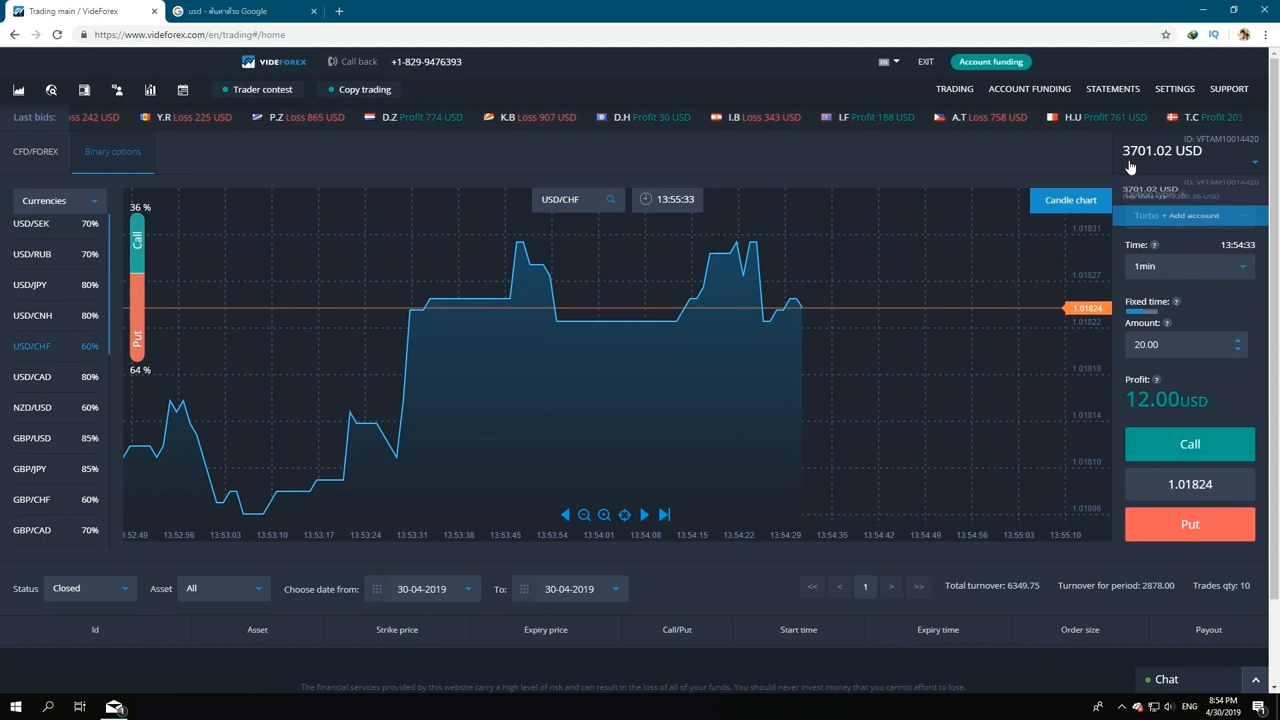 Trading main / VideForex
usd - ค้นหาด้วย Google
https://www.videforex.com/en/trading#/home
IQ
VIDEFOREX
Call back
+1-829-9476393
EN
EXIT
Account funding
Trader contest
Copy trading
TRADING
ACCOUNT FUNDING
STATEMENTS
SETTINGS
SUPPORT
Last bids:
ss 242 USD
Y.R Loss 225 USD
P.Z Loss 865 USD
D.Z Profit 774 USD
K.B Loss 907 USD
D.H Profit 30 USD
I.B Loss 343 USD
I.F Profit 188 USD
A.T Loss 758 USD
H.U Profit 761 USD
T.C Profit 203
CFD/FOREX
Binary options
ID: VFTAM10014420
3701.02 USD
ID: VFTAM10014420
3701.02 USD
Turbo
+ Add account
Currencies
USD/SEK 70%
USD/RUB 70%
USD/JPY 80%
USD/CNH 80%
USD/CHF 60%
USD/CAD 80%
NZD/USD 60%
GBP/USD 85%
GBP/JPY 85%
GBP/CHF 60%
GBP/CAD 70%
36 %
Call
Put
64 %
USD/CHF
13:55:33
Candle chart
1.01831
1.01827
1.01824
1.01822
1.01818
1.01814
1.01810
1.01806
:52:49 13:52:56 13:53:03 13:53:10 13:53:17 13:53:24 13:53:31 13:53:38 13:53:45 13:53:54 13:54:01 13:54:08 13:54:15 13:54:22 13:54:29 13:54:35 13:54:42 13:54:49 13:54:56 13:55:03 13:55:10
Time: ? 13:54:33
1min
Fixed time: ?
Amount: ?
20.00
Profit: ?
12.00USD
Call
1.01824
Put
Status
Closed
Asset
All
Choose date from:
30-04-2019
To:
30-04-2019
<< < 1 > >>
Total turnover: 6349.75
Turnover for period: 2878.00
Trades qty: 10
Id
Asset
Strike price
Expiry price
Call/Put
Start time
Expiry time
Order size
Payout
The financial services provided by this website carry a high level of risk and can result in the loss of all of your funds. You should never invest money that you cannot afford to lose.
Chat
ENG
8:54 PM
4/30/2019